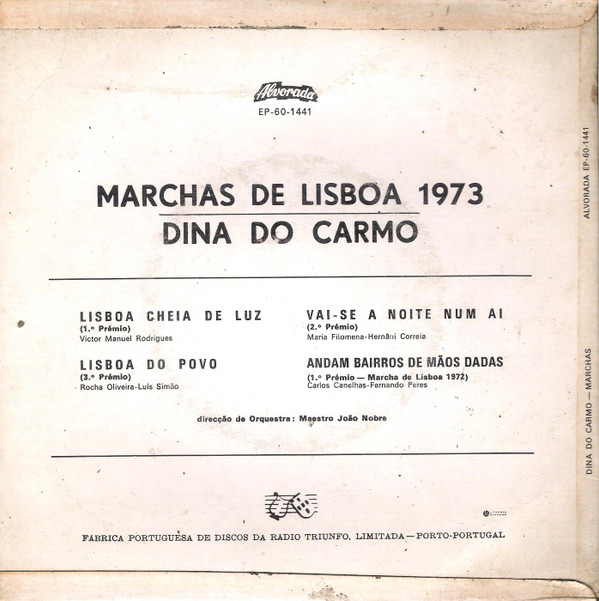 Alvorada
EP-60-1441
MARCHAS DE LISBOA 1973
DINA DO CARMO
LISBOA CHEIA DE LUZ
(1.º Prémio)
Victor Manuel Rodrigues
LISBOA DO POVO
(3.º Prémio)
Rocha Oliveira-Luís Simão
VAI-SE A NOITE NUM AI
(2.º Prémio)
Maria Filomena-Hernâni Correia
ANDAM BAIRROS DE MÃOS DADAS
(1.º Prémio — Marcha de Lisboa 1972)
Carlos Canelhas-Fernando Peres
direcção de Orquestra: Maestro João Nobre
FABRICA PORTUGUESA DE DISCOS DA RADIO TRIUNFO, LIMITADA — PORTO-PORTUGAL
ALVORADA EP-60-1441
DINA DO CARMO — MARCHAS